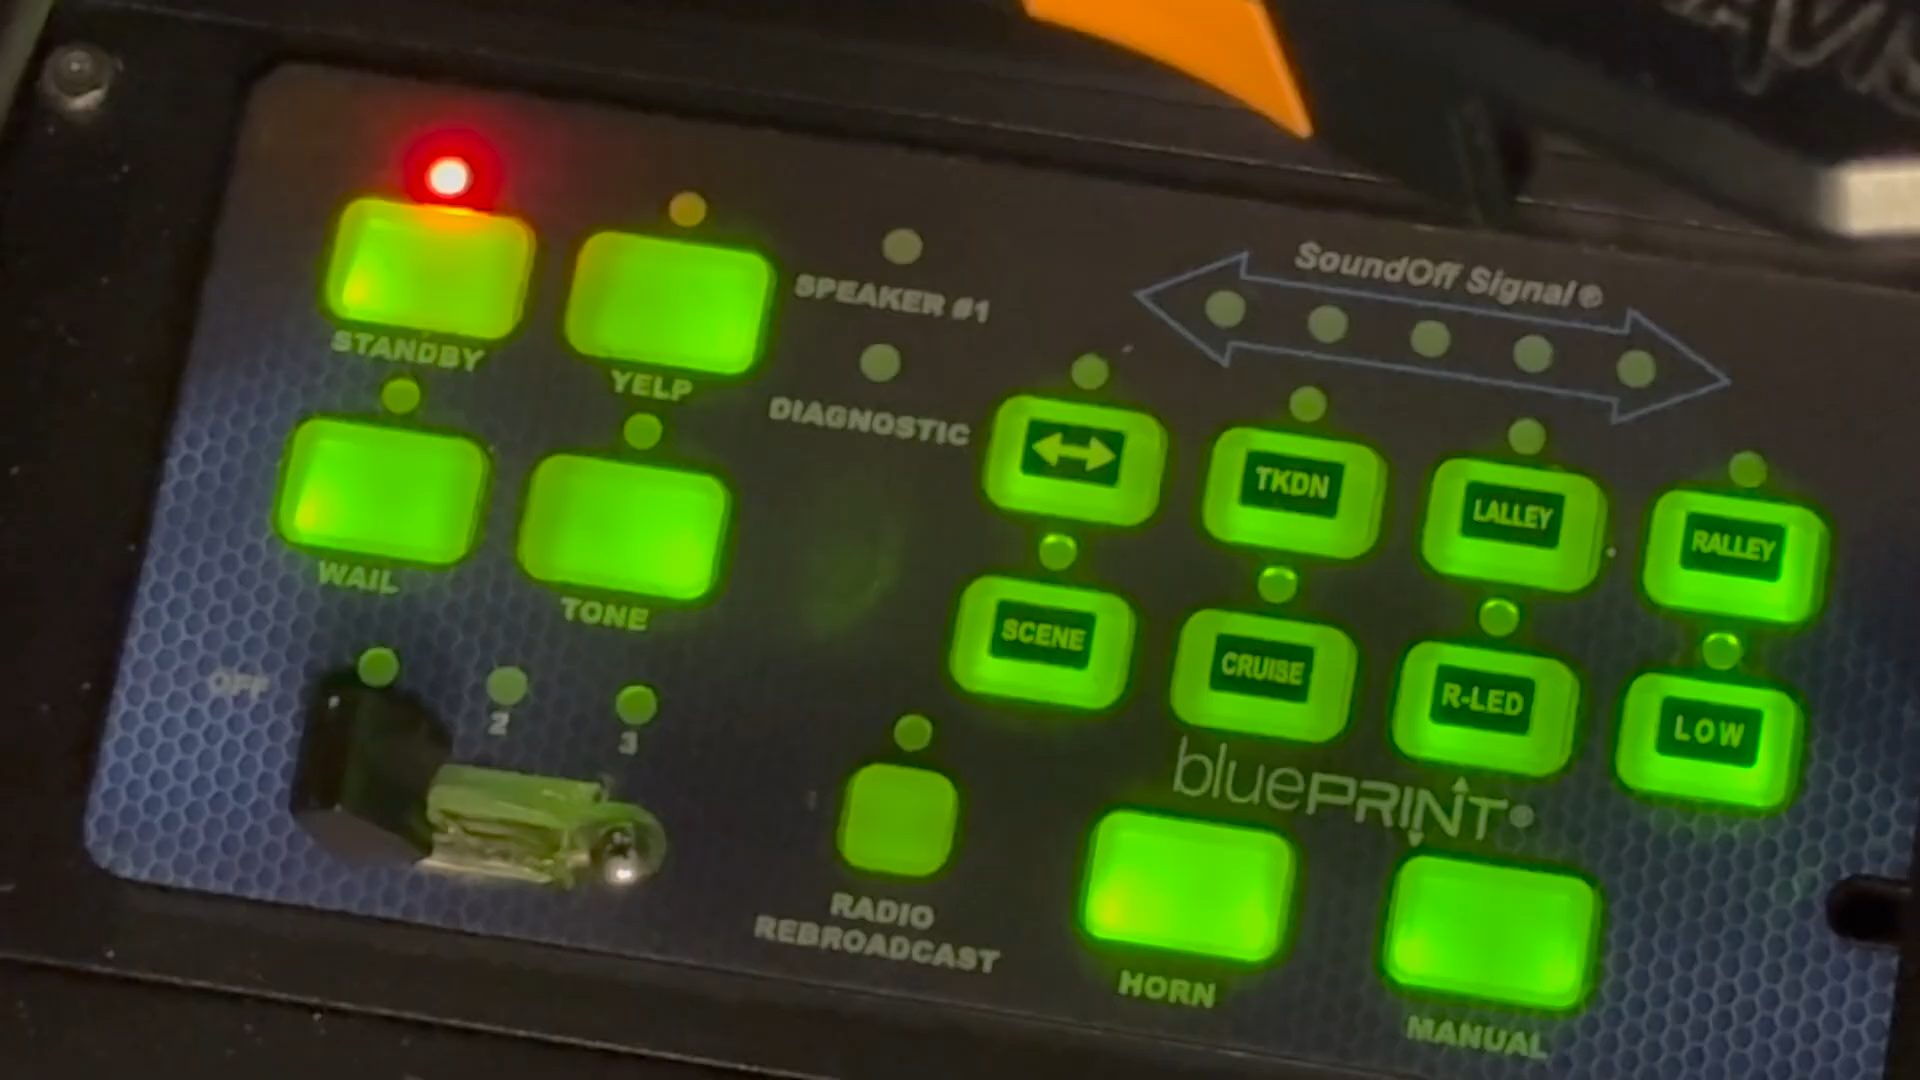 SoundOff Signal®
SPEAKER #1
STANDBY
YELP
DIAGNOSTIC
TKDN
LALLEY
RALLEY
WAIL
TONE
SCENE
CRUISE
R-LED
LOW
OFF
2
3
bluePRINT
RADIO
REBROADCAST
HORN
MANUAL